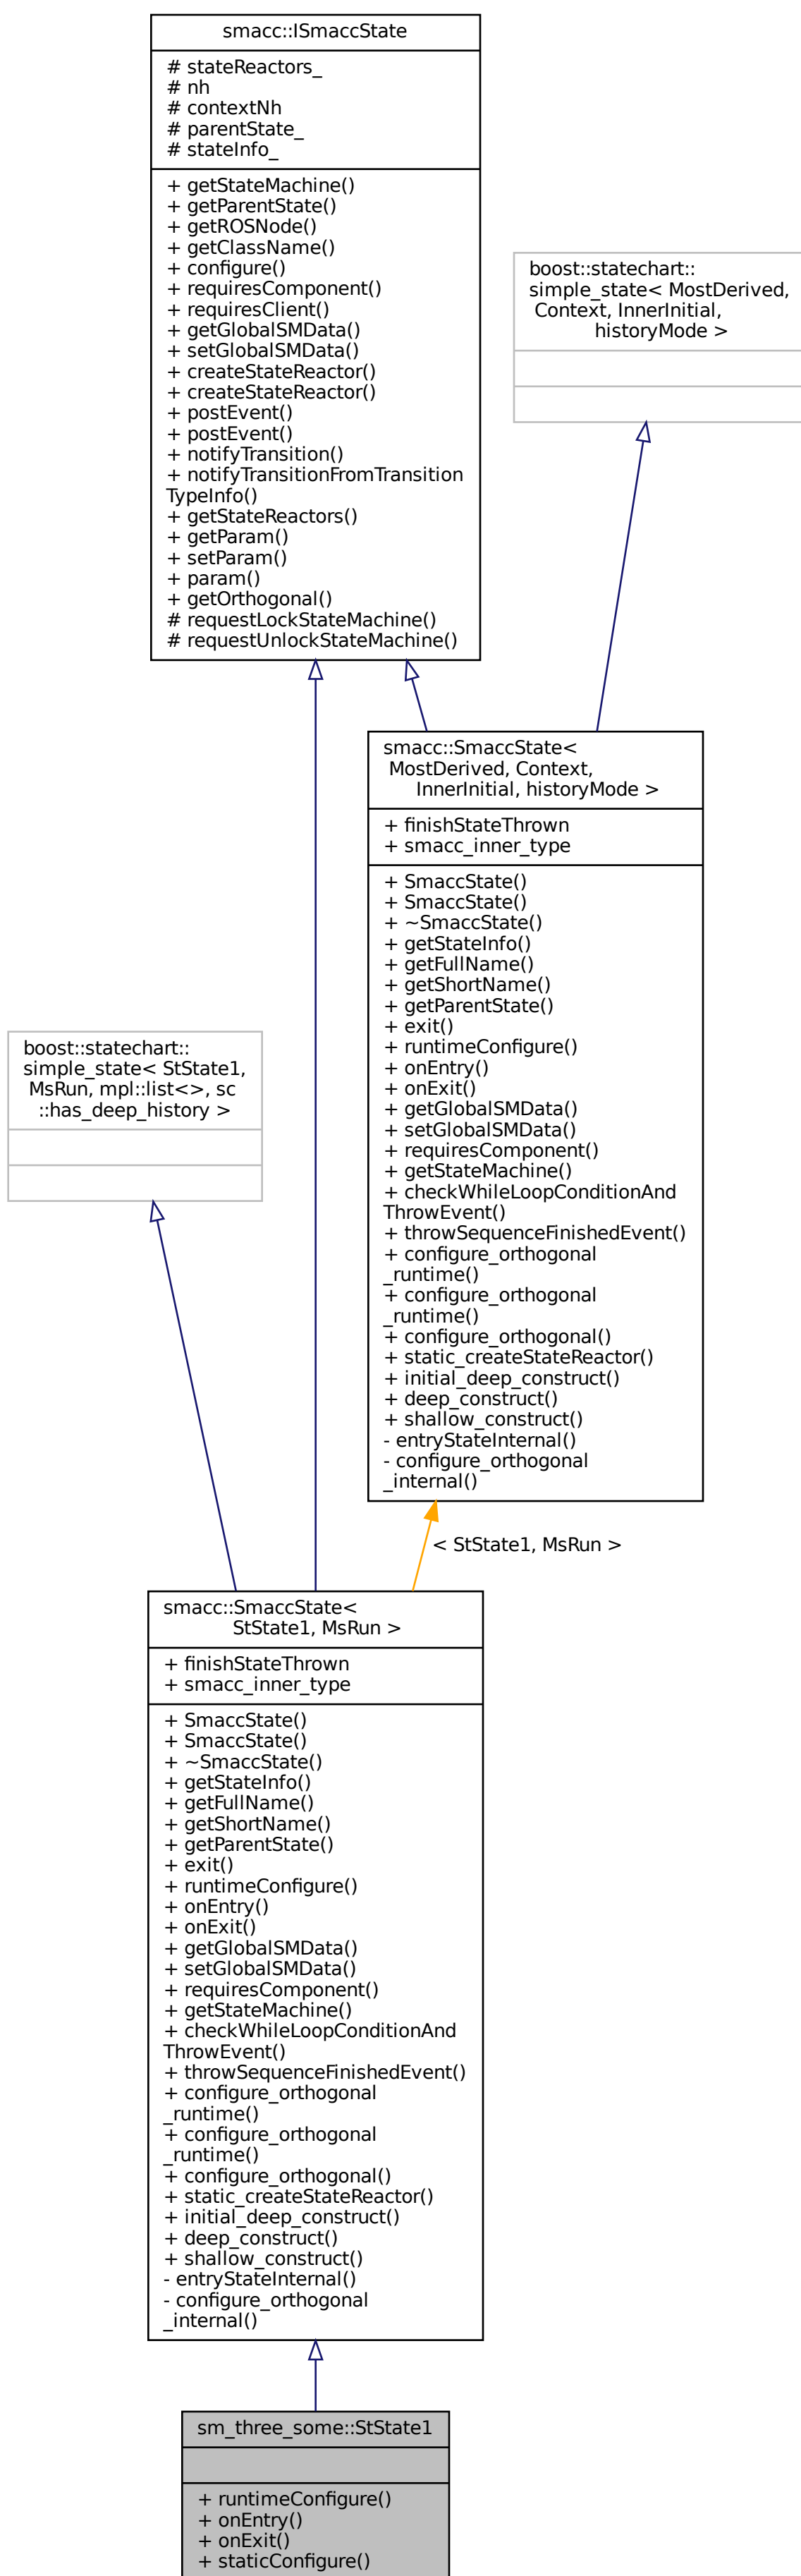 smacc::ISmaccState
# stateReactors_
# nh
# contextNh
# parentState_
# stateInfo_
+ getStateMachine()
+ getParentState()
+ getROSNode()
+ getClassName()
+ configure()
+ requiresComponent()
+ requiresClient()
+ getGlobalSMData()
+ setGlobalSMData()
+ createStateReactor()
+ createStateReactor()
+ postEvent()
+ postEvent()
+ notifyTransition()
+ notifyTransitionFromTransition
TypeInfo()
+ getStateReactors()
+ getParam()
+ setParam()
+ param()
+ getOrthogonal()
# requestLockStateMachine()
# requestUnlockStateMachine()
boost::statechart::
simple_state< MostDerived,
Context, InnerInitial,
historyMode >
smacc::SmaccState<
MostDerived, Context,
InnerInitial, historyMode >
+ finishStateThrown
+ smacc_inner_type
+ SmaccState()
+ SmaccState()
+ ~SmaccState()
+ getStateInfo()
+ getFullName()
+ getShortName()
+ getParentState()
+ exit()
+ runtimeConfigure()
+ onEntry()
+ onExit()
+ getGlobalSMData()
+ setGlobalSMData()
+ requiresComponent()
+ getStateMachine()
+ checkWhileLoopConditionAnd
ThrowEvent()
+ throwSequenceFinishedEvent()
+ configure_orthogonal
_runtime()
+ configure_orthogonal
_runtime()
+ configure_orthogonal()
+ static_createStateReactor()
+ initial_deep_construct()
+ deep_construct()
+ shallow_construct()
- entryStateInternal()
- configure_orthogonal
_internal()
boost::statechart::
simple_state< StState1,
MsRun, mpl::list<>, sc
::has_deep_history >
< StState1, MsRun >
smacc::SmaccState<
StState1, MsRun >
+ finishStateThrown
+ smacc_inner_type
+ SmaccState()
+ SmaccState()
+ ~SmaccState()
+ getStateInfo()
+ getFullName()
+ getShortName()
+ getParentState()
+ exit()
+ runtimeConfigure()
+ onEntry()
+ onExit()
+ getGlobalSMData()
+ setGlobalSMData()
+ requiresComponent()
+ getStateMachine()
+ checkWhileLoopConditionAnd
ThrowEvent()
+ throwSequenceFinishedEvent()
+ configure_orthogonal
_runtime()
+ configure_orthogonal
_runtime()
+ configure_orthogonal()
+ static_createStateReactor()
+ initial_deep_construct()
+ deep_construct()
+ shallow_construct()
- entryStateInternal()
- configure_orthogonal
_internal()
sm_three_some::StState1
+ runtimeConfigure()
+ onEntry()
+ onExit()
+ staticConfigure()